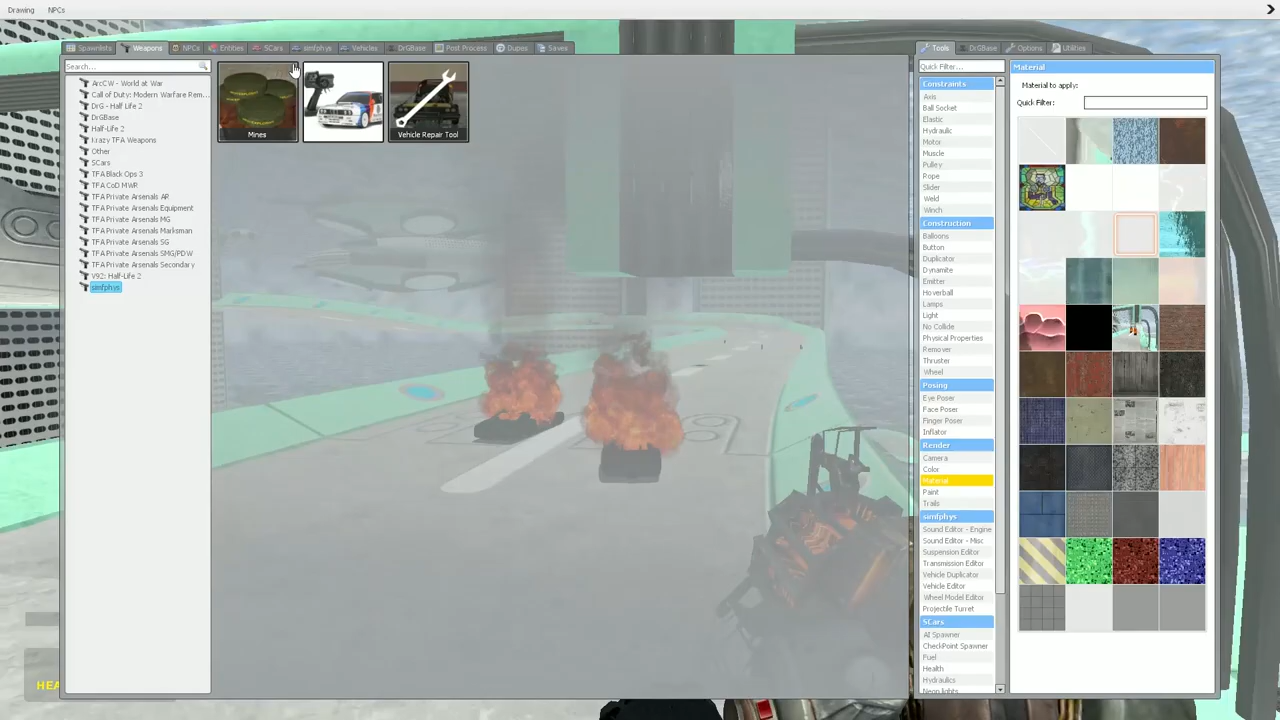 Drawing NPCs
Spawnlists Weapons NPCs Entities SCars simfphys Vehicles DrGBase Post Process Dupes Saves
Tools DrGBase Options Utilities
Search...
ArcCW - World at War
Call of Duty: Modern Warfare Rem...
DrG - Half Life 2
DrGBase
Half-Life 2
Krazy TFA Weapons
Other
SCars
TFA Black Ops 3
TFA CoD MWR
TFA Private Arsenals AR
TFA Private Arsenals Equipment
TFA Private Arsenals MG
TFA Private Arsenals Marksman
TFA Private Arsenals SG
TFA Private Arsenals SMG/PDW
TFA Private Arsenals Secondary
V92: Half-Life 2
simfphys
Mines
Vehicle Repair Tool
Quick Filter...
Constraints
Axis
Ball Socket
Elastic
Hydraulic
Motor
Muscle
Pulley
Rope
Slider
Weld
Winch
Construction
Balloons
Button
Duplicator
Dynamite
Emitter
Hoverball
Lamps
Light
No Collide
Physical Properties
Remover
Thruster
Wheel
Posing
Eye Poser
Face Poser
Finger Poser
Inflator
Render
Camera
Color
Material
Paint
Trails
simfphys
Sound Editor - Engine
Sound Editor - Misc
Suspension Editor
Transmission Editor
Vehicle Duplicator
Vehicle Editor
Wheel Model Editor
Projectile Turret
SCars
AI Spawner
CheckPoint Spawner
Fuel
Health
Hydraulics
Neon lights
Material
Material to apply:
Quick Filter:
HEA